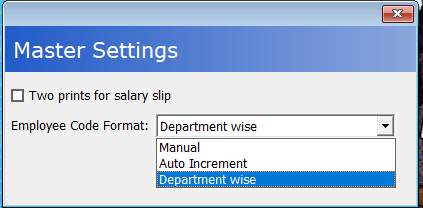 Master Settings
Two prints for salary slip
Employee Code Format: Department wise
Manual
Auto Increment
Department wise